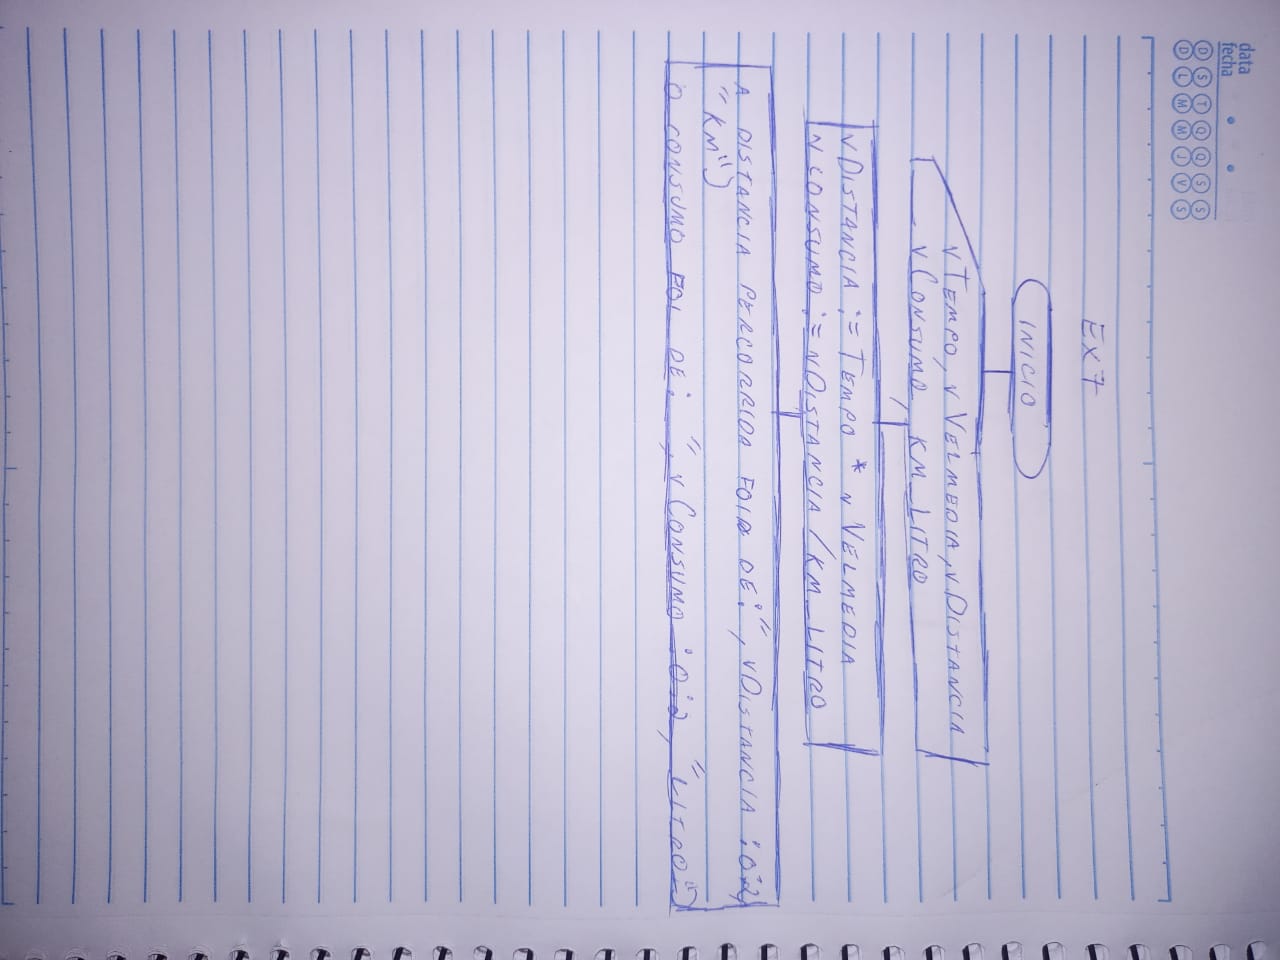 data
fecha
D S T Q Q S S
D L M M J V S
EX 7
INICIO
vTEMPO, vVELMEDIA, vDISTANCIA
, vCONSUMO, KM_LITRO
vDISTANCIA := TEMPO * vVELMEDIA
vCONSUMO := vDISTANCIA / KM_LITRO
A DISTANCIA PERCORRIDA FOI DE: ", vDISTANCIA :0:2,
" KM")
O CONSUMO FOI DE: ", vCONSUMO :0:2, " LITRO")